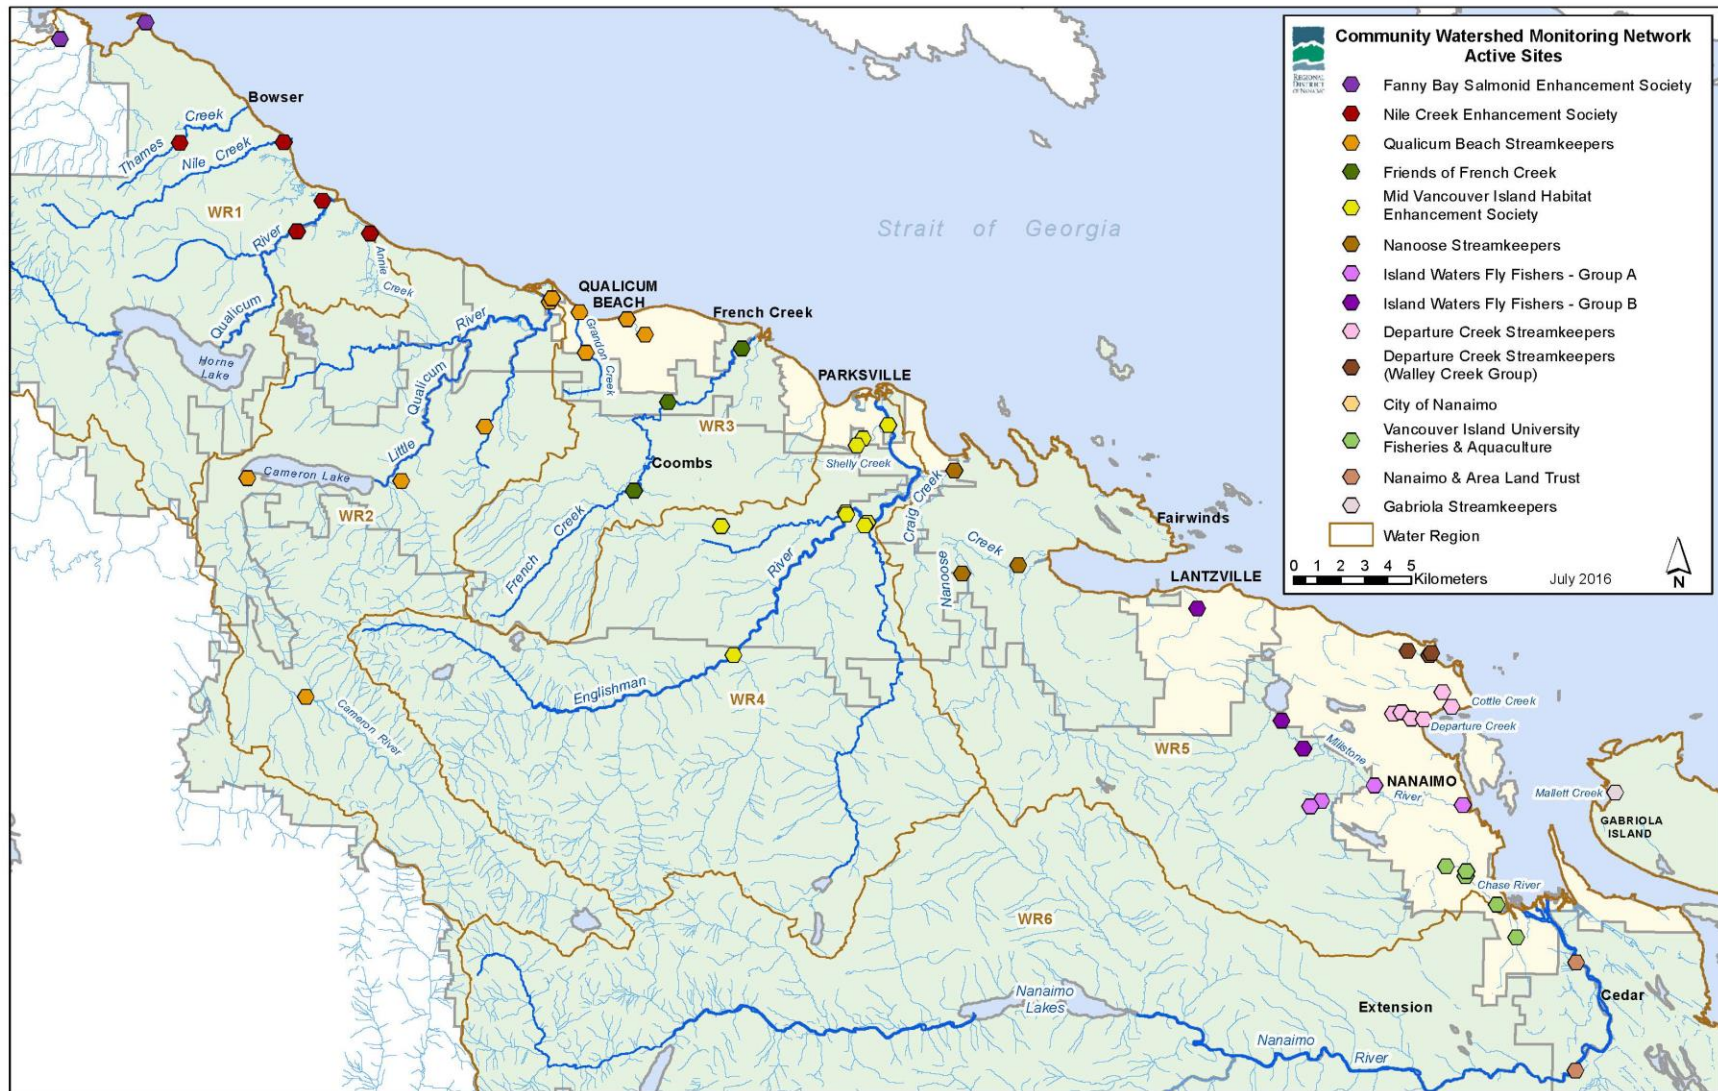 Community Watershed Monitoring Network
Active Sites
REGIONAL
DISTRICT
OF NANAIMO
Fanny Bay Salmonid Enhancement Society
Nile Creek Enhancement Society
Qualicum Beach Streamkeepers
Friends of French Creek
Mid Vancouver Island Habitat
Enhancement Society
Nanoose Streamkeepers
Island Waters Fly Fishers - Group A
Island Waters Fly Fishers - Group B
Departure Creek Streamkeepers
Departure Creek Streamkeepers
(Walley Creek Group)
City of Nanaimo
Vancouver Island University
Fisheries & Aquaculture
Nanaimo & Area Land Trust
Gabriola Streamkeepers
Water Region
0 1 2 3 4 5
Kilometers
July 2016
N
Bowser
Thames Creek
Nile Creek
WR1
Qualicum River
Annie Creek
Horne
Lake
Strait of Georgia
QUALICUM
BEACH
French Creek
Grandon Creek
Little Qualicum River
PARKSVILLE
WR3
Coombs
Shelly Creek
Cameron Lake
WR2
French Creek
Craig Creek
Fairwinds
Nanoose Creek
LANTZVILLE
Englishman River
WR4
Cameron River
Cottle Creek
Departure Creek
WR5
Millstone River
NANAIMO
Mallett Creek
GABRIOLA
ISLAND
Chase River
WR6
Nanaimo
Lakes
Extension
Cedar
Nanaimo River